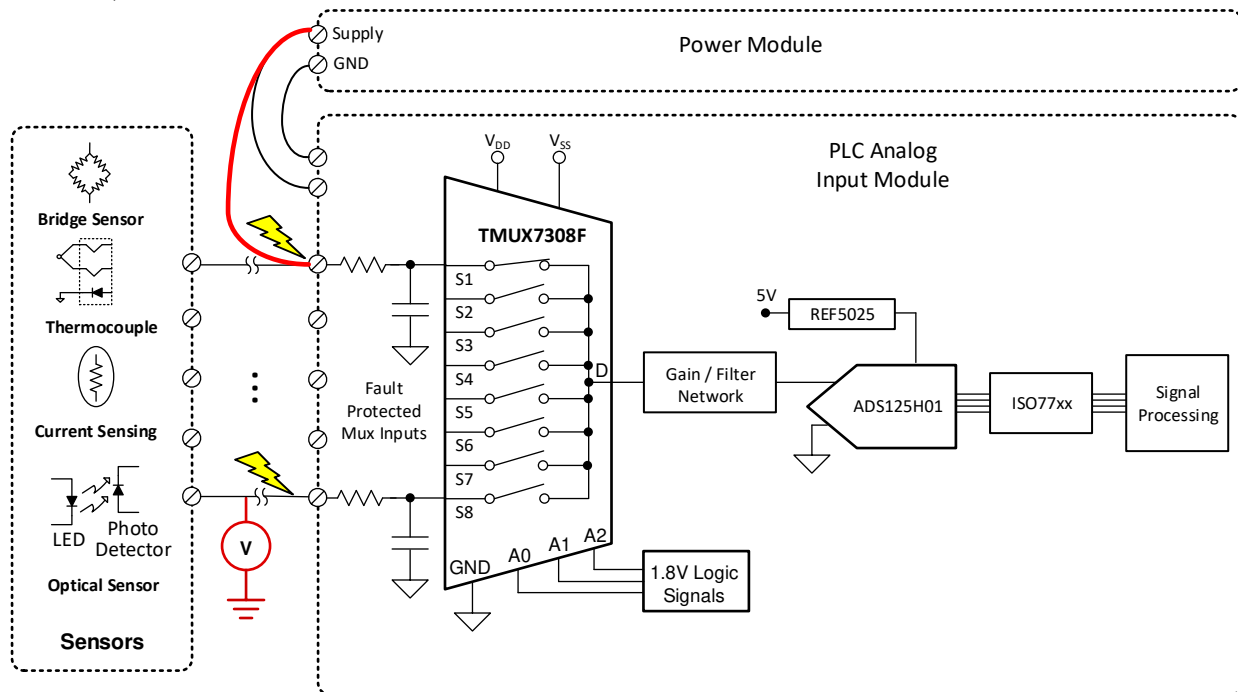 Supply
GND
Power Module
PLC Analog
Input Module
VDD
VSS
TMUX7308F
Bridge Sensor
Thermocouple
Current Sensing
LED
Photo
Detector
Optical Sensor
Sensors
V
Fault
Protected
Mux Inputs
S1
S2
S3
S4
S5
S6
S7
S8
D
GND
A0
A1
A2
1.8V Logic
Signals
Gain / Filter
Network
5V
REF5025
ADS125H01
ISO77xx
Signal
Processing